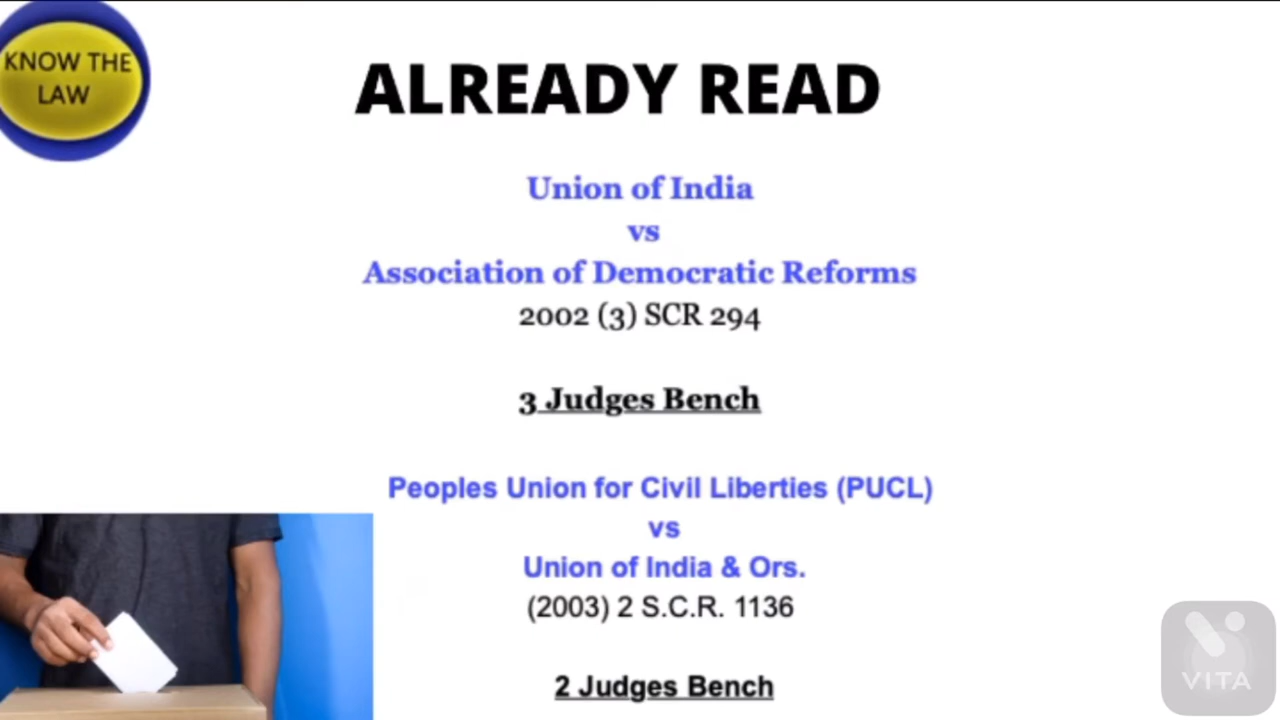 KNOW THE
LAW
ALREADY READ
Union of India
vs
Association of Democratic Reforms
2002 (3) SCR 294
3 Judges Bench
Peoples Union for Civil Liberties (PUCL)
vs
Union of India & Ors.
(2003) 2 S.C.R. 1136
2 Judges Bench
VITA